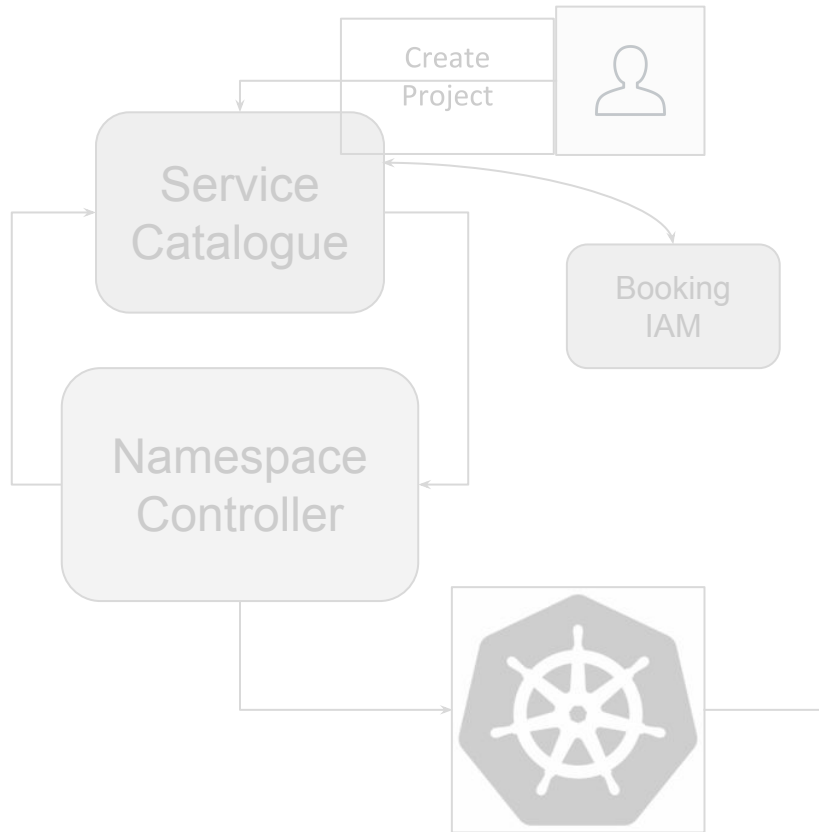 Create
Project
Service
Catalogue
Booking
IAM
Namespace
Controller